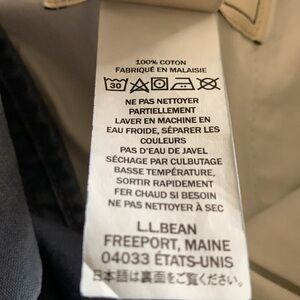 100% COTON
FABRIQUÉ EN MALAISIE
30
NE PAS NETTOYER
PARTIELLEMENT
LAVER EN MACHINE EN
EAU FROIDE, SÉPARER LES
COULEURS
PAS D'EAU DE JAVEL
SÉCHAGE PAR CULBUTAGE
BASSE TEMPÉRATURE,
SORTIR RAPIDEMENT
FER CHAUD SI BESOIN
NE PAS NETTOYER À SEC
L.L.BEAN
FREEPORT, MAINE
04033 ÉTATS-UNIS
日本語は裏面をご覧ください。